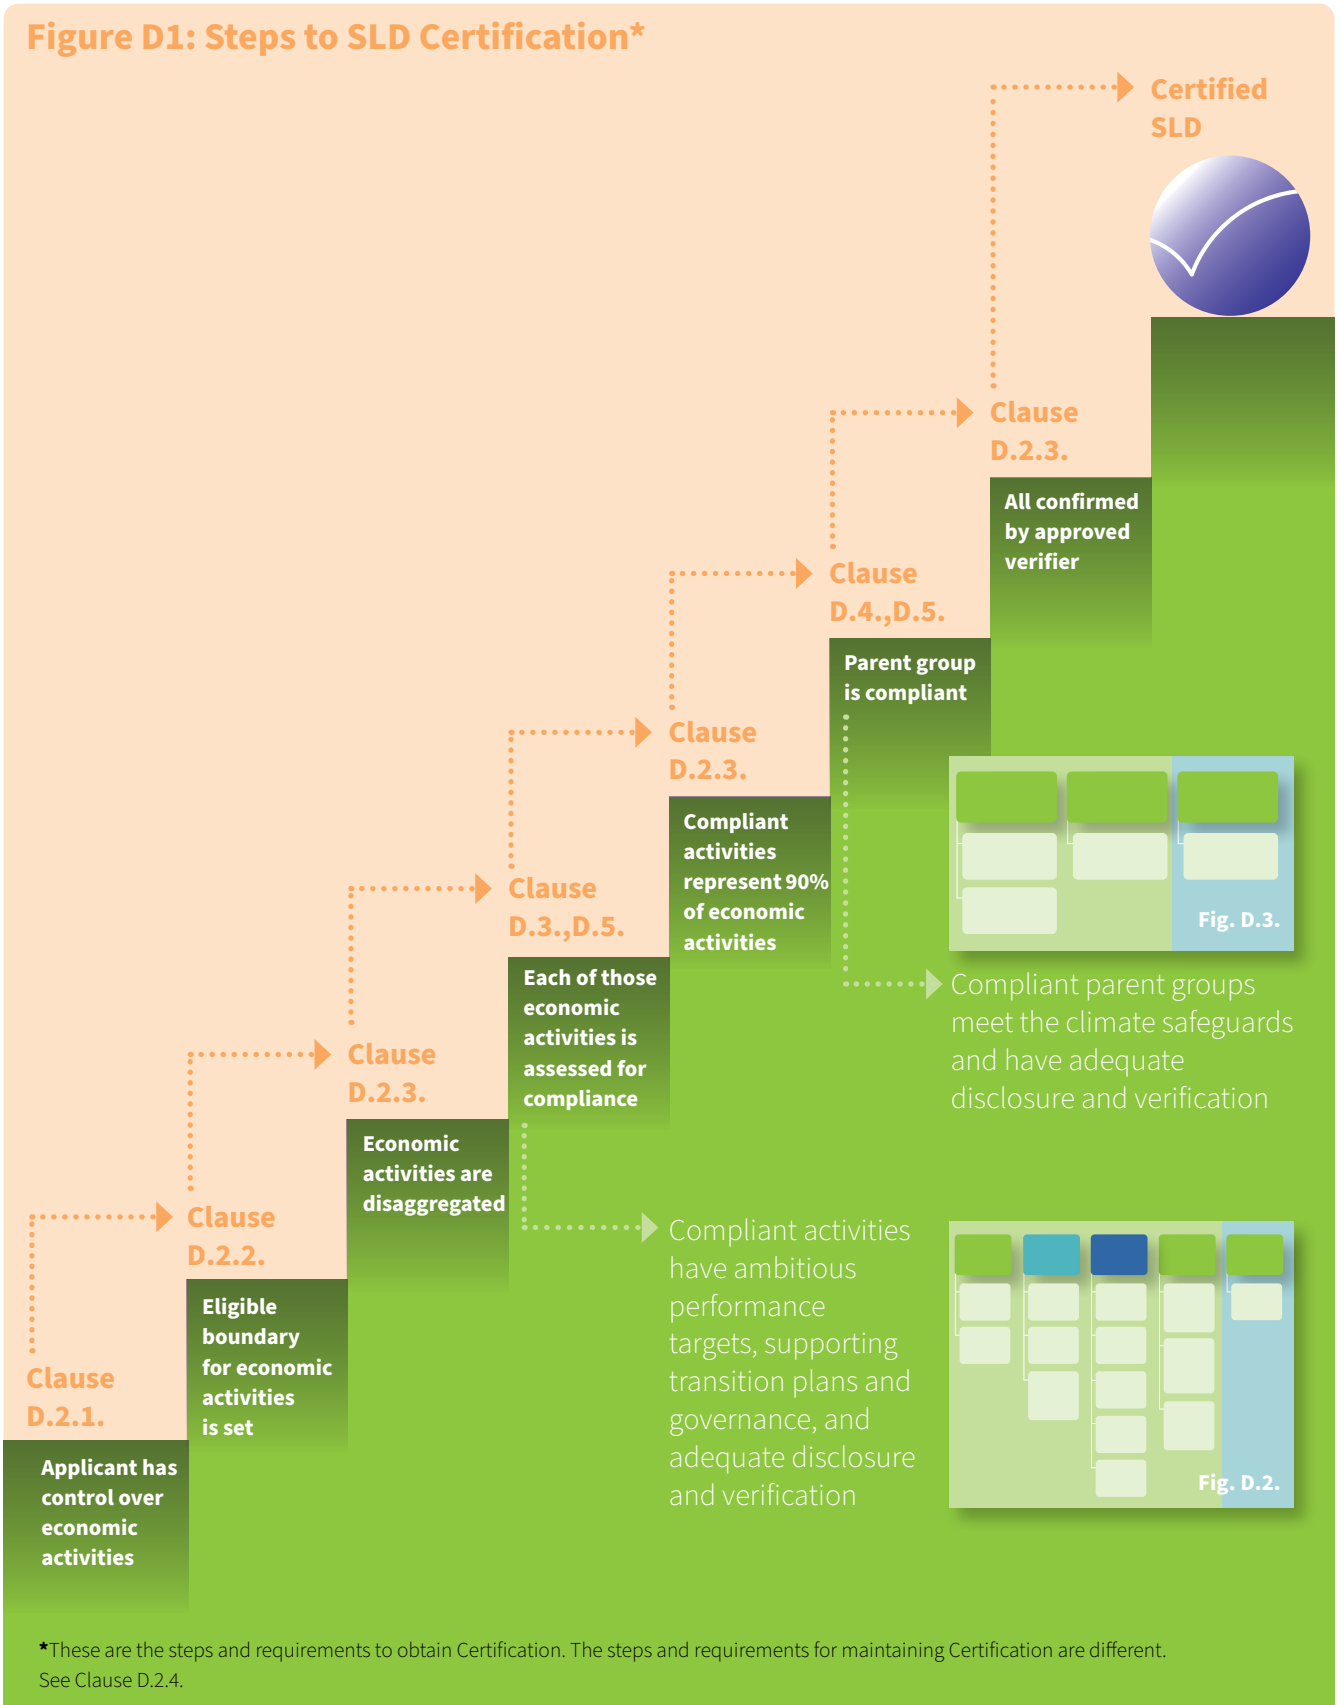 Figure D1: Steps to SLD Certification*
Certified
SLD
Clause
D.2.3.
All confirmed
by approved
verifier
Clause
D.4.,D.5.
Parent group
is compliant
Clause
D.2.3.
Compliant
activities
represent 90%
of economic
activities
Fig. D.3.
Compliant parent groups
meet the climate safeguards
and have adequate
disclosure and verification
Clause
D.3.,D.5.
Each of those
economic
activities is
assessed for
compliance
Clause
D.2.3.
Economic
activities are
disaggregated
Compliant activities
have ambitious
performance
targets, supporting
transition plans and
governance, and
adequate disclosure
and verification
Fig. D.2.
Clause
D.2.2.
Eligible
boundary
for economic
activities
is set
Clause
D.2.1.
Applicant has
control over
economic
activities
*These are the steps and requirements to obtain Certification. The steps and requirements for maintaining Certification are different.
See Clause D.2.4.